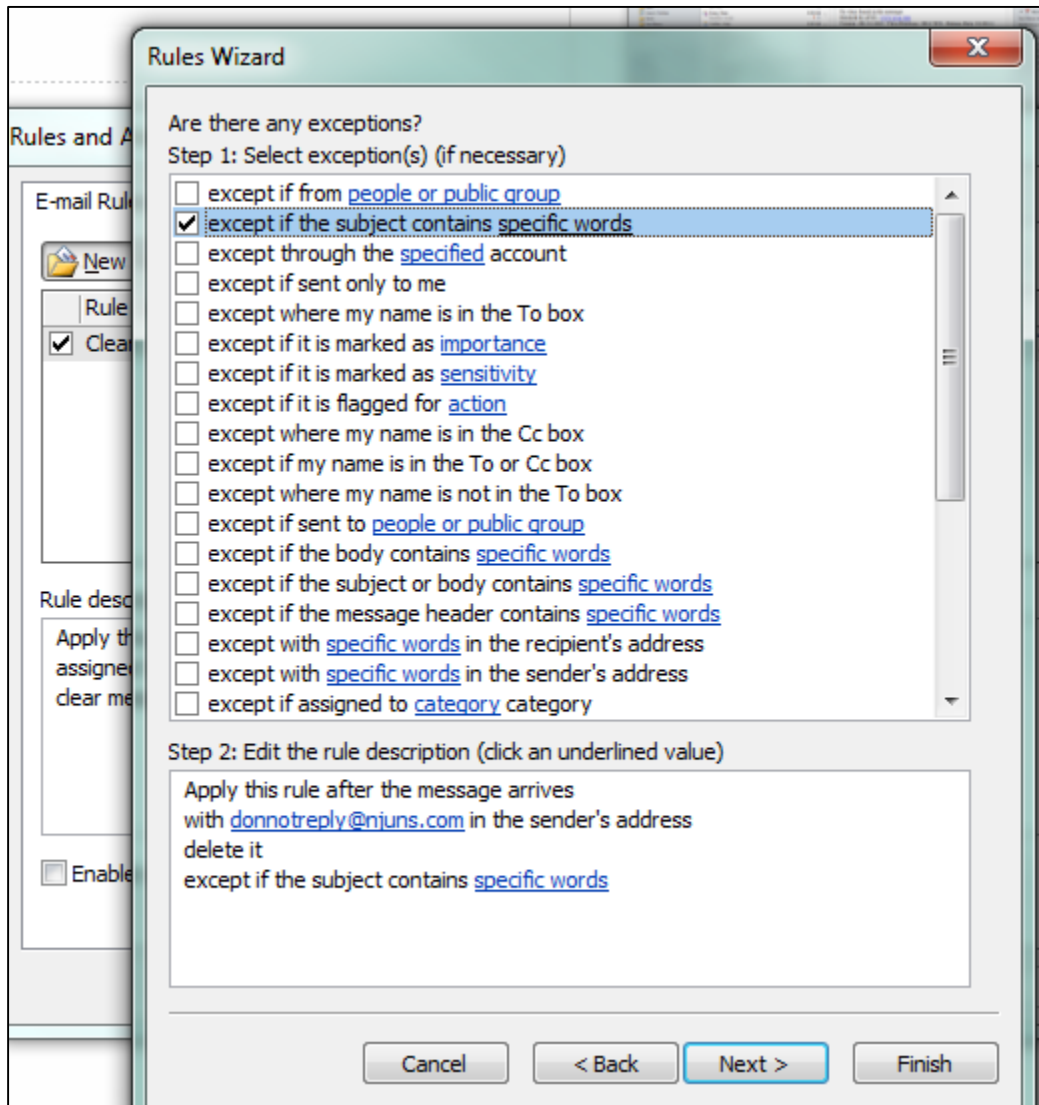 Rules Wizard
Are there any exceptions?
Step 1: Select exception(s) (if necessary)
except if from people or public group
except if the subject contains specific words
except through the specified account
except if sent only to me
except where my name is in the To box
except if it is marked as importance
except if it is marked as sensitivity
except if it is flagged for action
except where my name is in the Cc box
except if my name is in the To or Cc box
except where my name is not in the To box
except if sent to people or public group
except if the body contains specific words
except if the subject or body contains specific words
except if the message header contains specific words
except with specific words in the recipient's address
except with specific words in the sender's address
except if assigned to category category
Step 2: Edit the rule description (click an underlined value)
Apply this rule after the message arrives
with donnotreply@njuns.com in the sender's address
delete it
except if the subject contains specific words
Cancel
< Back
Next >
Finish
Rules and A
E-mail Rul
New
Rule
Clear
Rule desc
Apply th
assigne
clear me
Enable